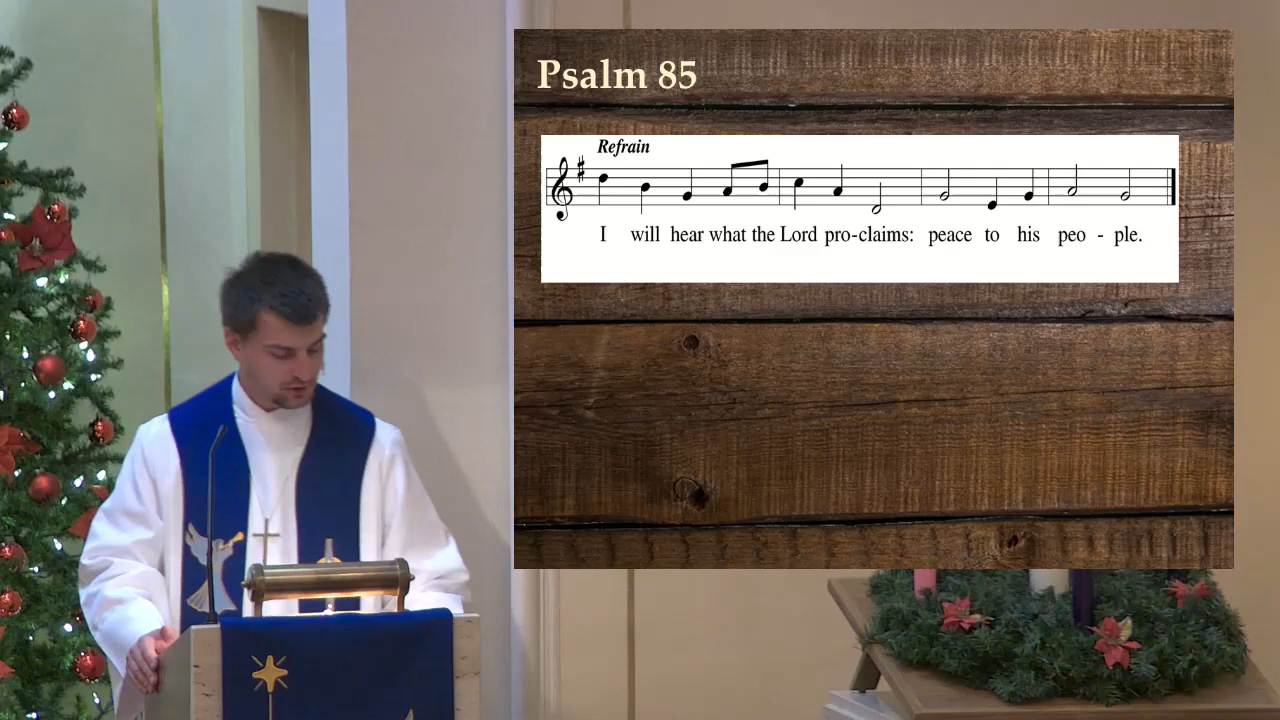 Psalm 85
Refrain
I will hear what the Lord pro-claims: peace to his peo - ple.